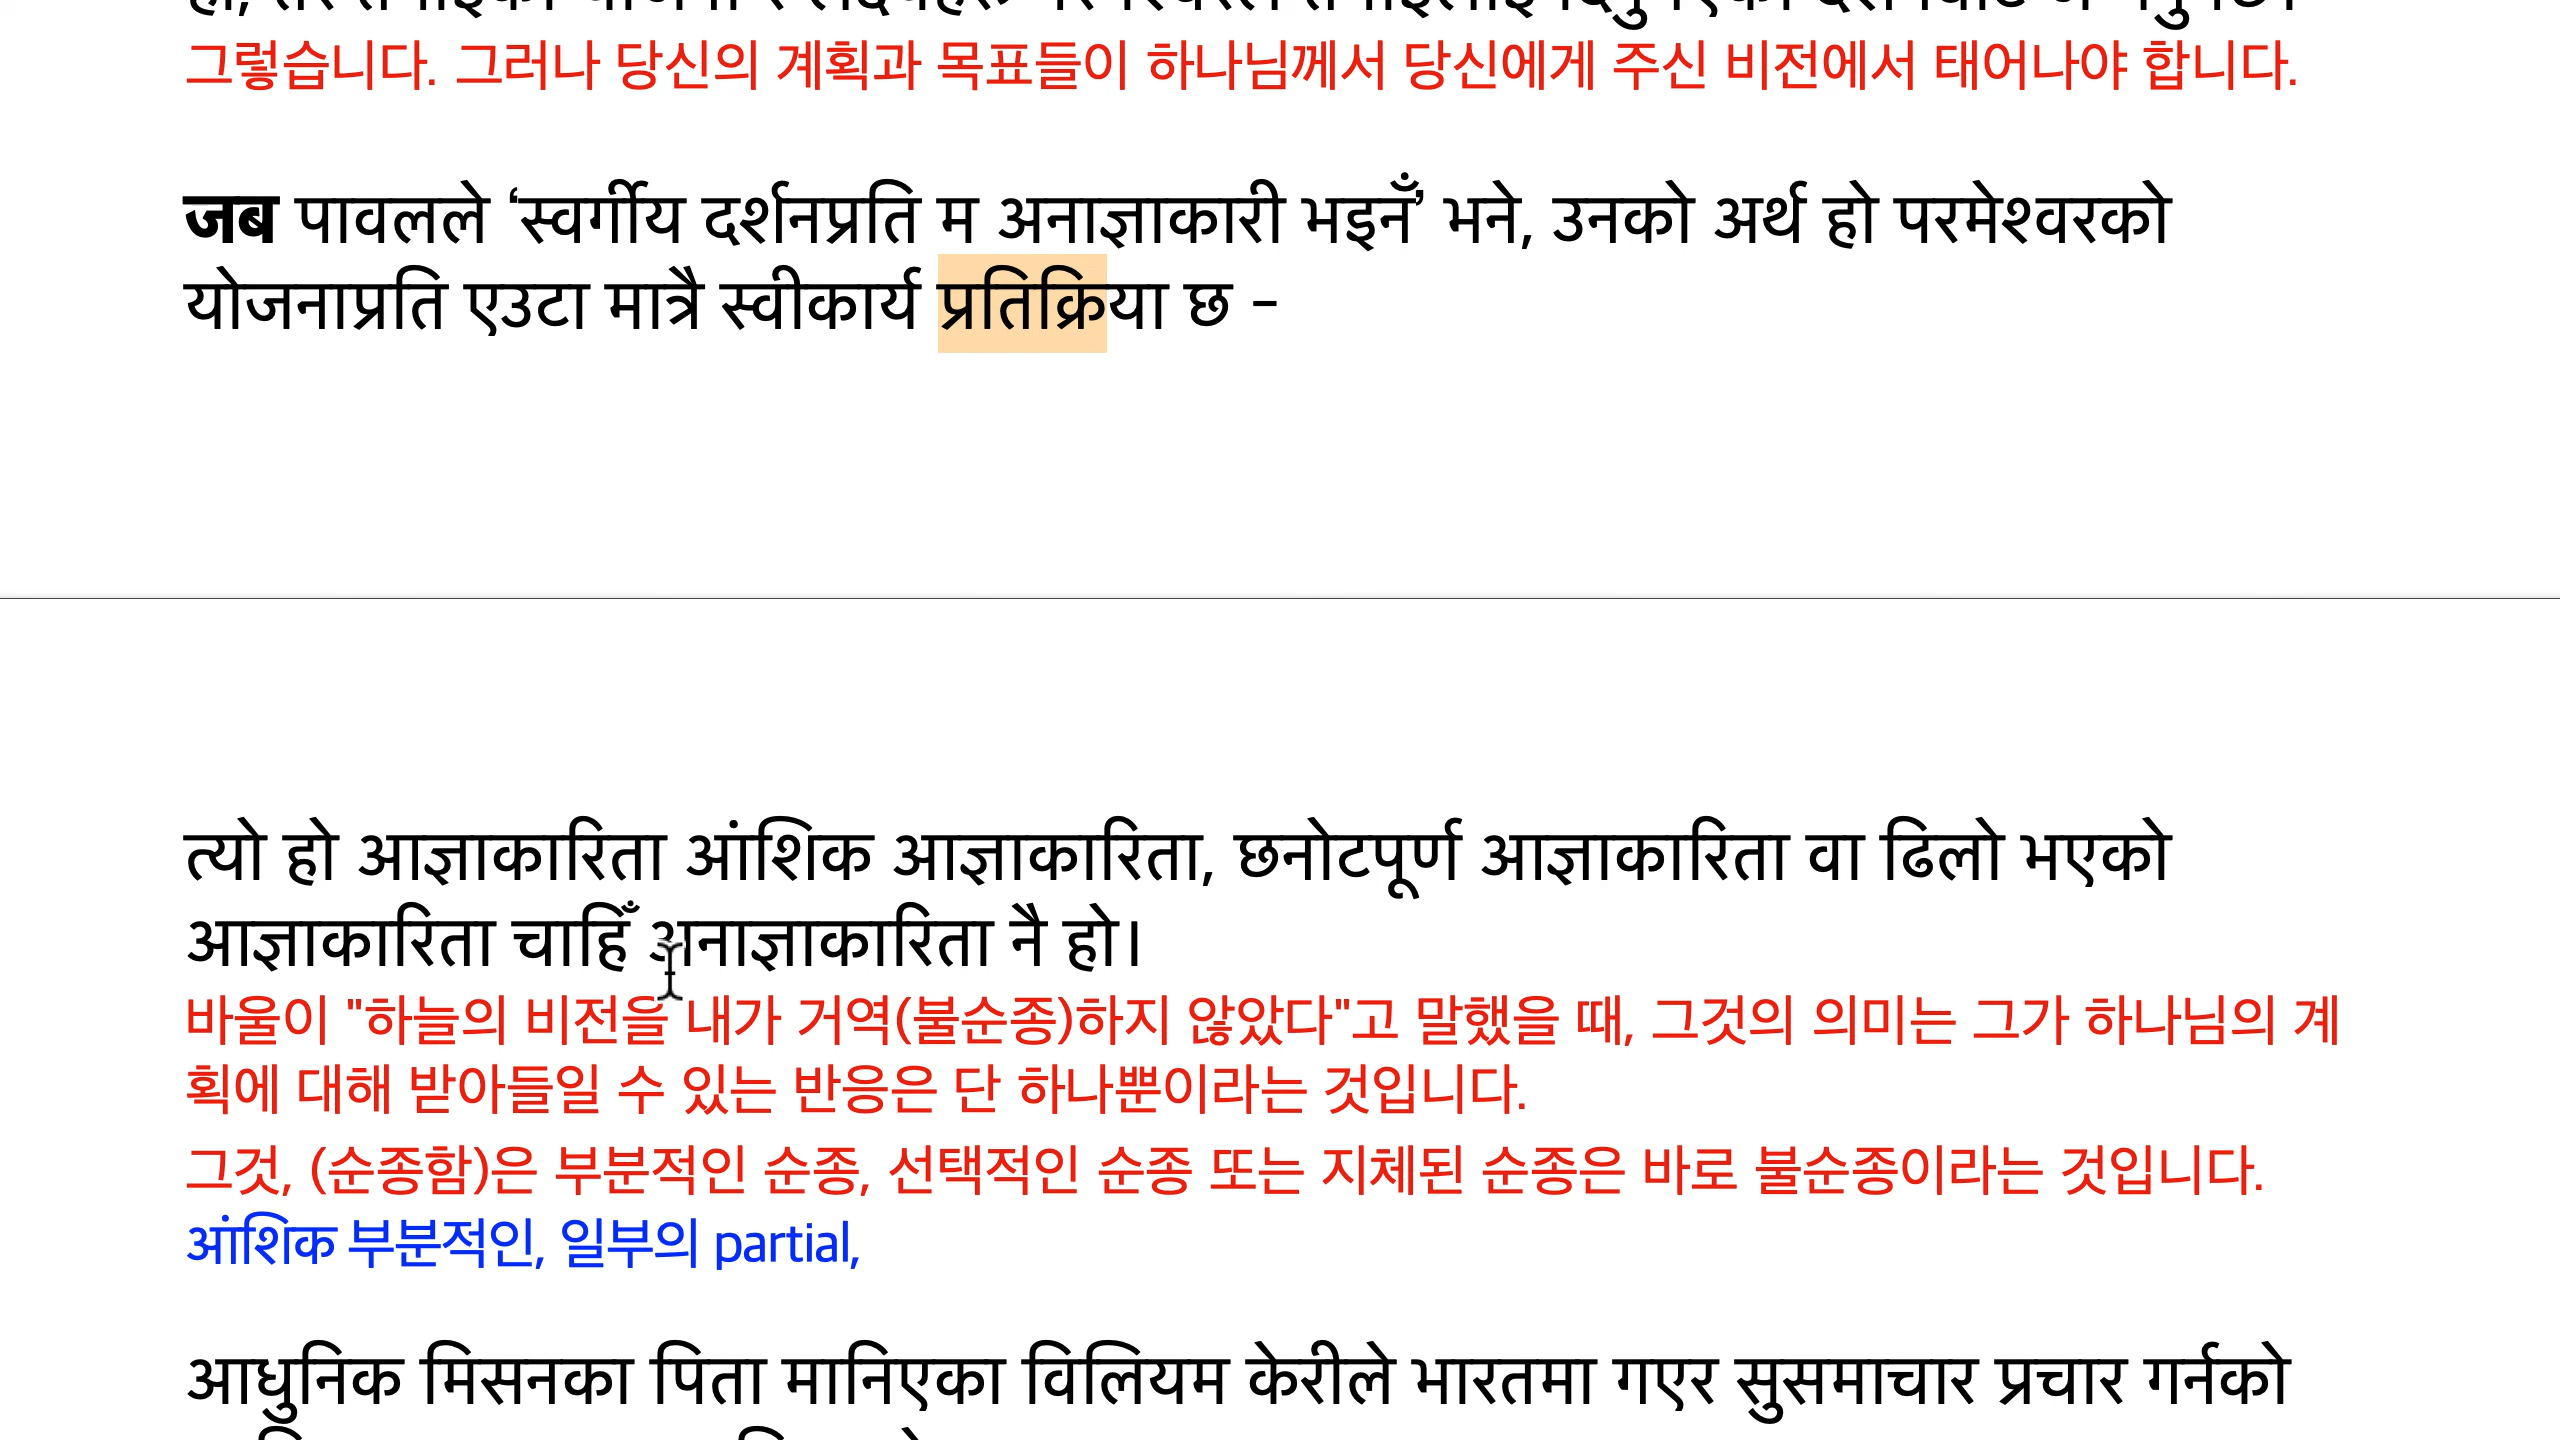 그렇습니다. 그러나 당신의 계획과 목표들이 하나님께서 당신에게 주신 비전에서 태어나야 합니다.
जब पावलले ‘स्वर्गीय दर्शनप्रति म अनाज्ञाकारी भइनँ’ भने, उनको अर्थ हो परमेश्वरको
योजनाप्रति एउटा मात्रै स्वीकार्य प्रतिक्रिया छ –
त्यो हो आज्ञाकारिता आंशिक आज्ञाकारिता, छनोटपूर्ण आज्ञाकारिता वा ढिलो भएको
आज्ञाकारिता चाहिँ अनाज्ञाकारिता नै हो।
바울이 "하늘의 비전을 내가 거역(불순종)하지 않았다"고 말했을 때, 그것의 의미는 그가 하나님의 계
획에 대해 받아들일 수 있는 반응은 단 하나뿐이라는 것입니다.
그것, (순종함)은 부분적인 순종, 선택적인 순종 또는 지체된 순종은 바로 불순종이라는 것입니다.
आंशिक 부분적인, 일부의 partial,
आधुनिक मिसनका पिता मानिएका विलियम केरीले भारतमा गएर सुसमाचार प्रचार गर्नको